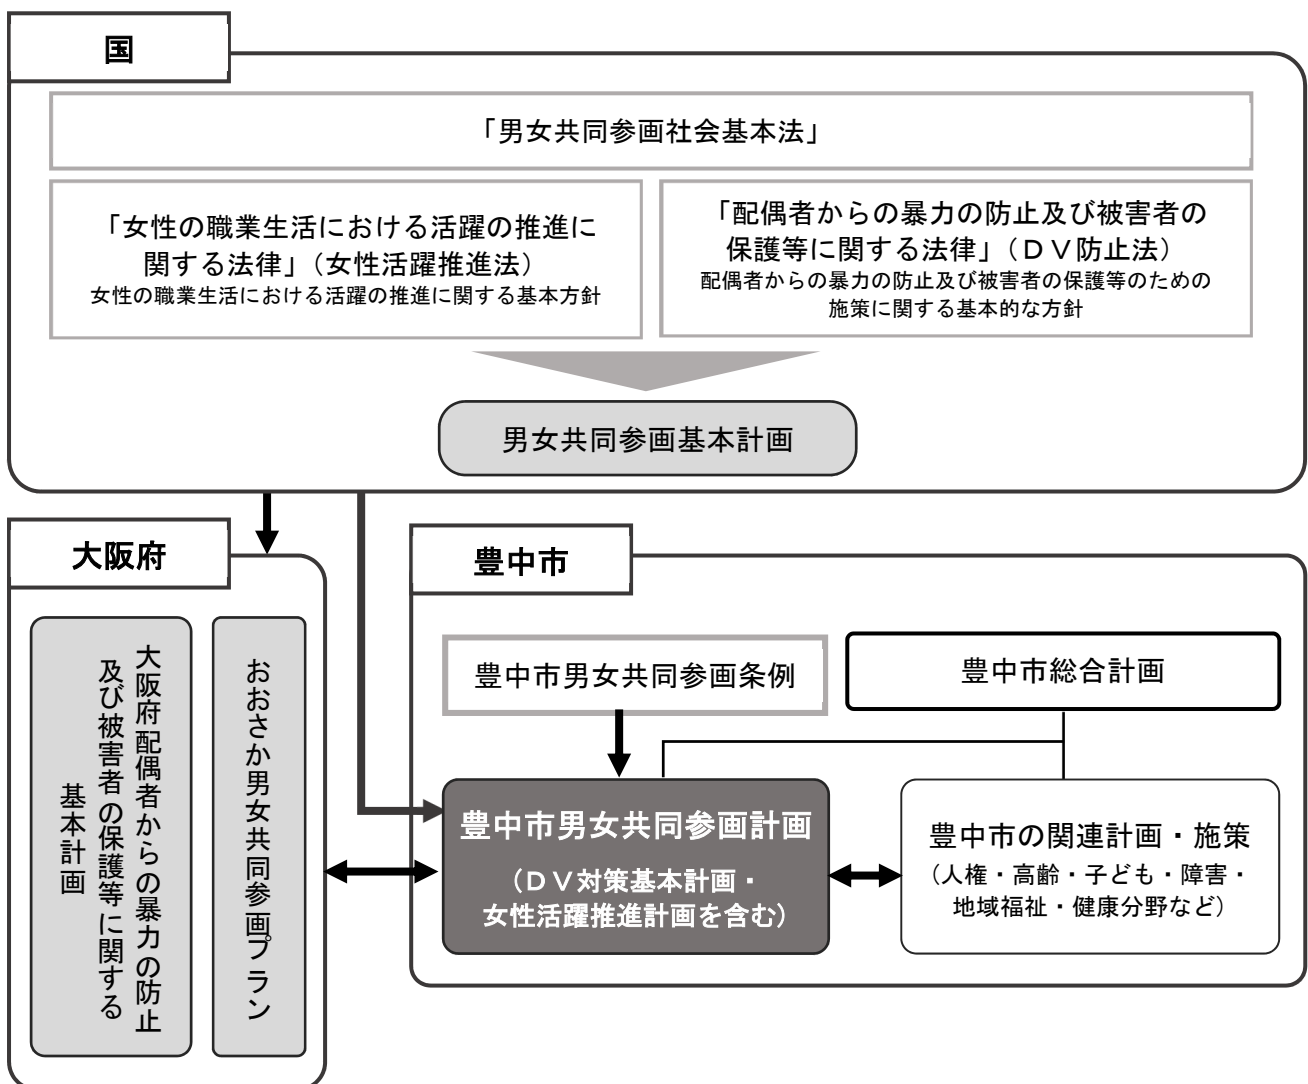 国
「男女共同参画社会基本法」
「女性の職業生活における活躍の推進に
関する法律」（女性活躍推進法）
女性の職業生活における活躍の推進に関する基本方針
「配偶者からの暴力の防止及び被害者の
保護等に関する法律」（ＤＶ防止法）
配偶者からの暴力の防止及び被害者の保護等のための
施策に関する基本的な方針
男女共同参画基本計画
大阪府
大阪府配偶者からの暴力の防止
及び被害者の保護等に関する
基本計画
おおさか男女共同参画プラン
豊中市
豊中市男女共同参画条例
豊中市総合計画
豊中市男女共同参画計画
（ＤＶ対策基本計画・
女性活躍推進計画を含む）
豊中市の関連計画・施策
（人権・高齢・子ども・障害・
地域福祉・健康分野など）